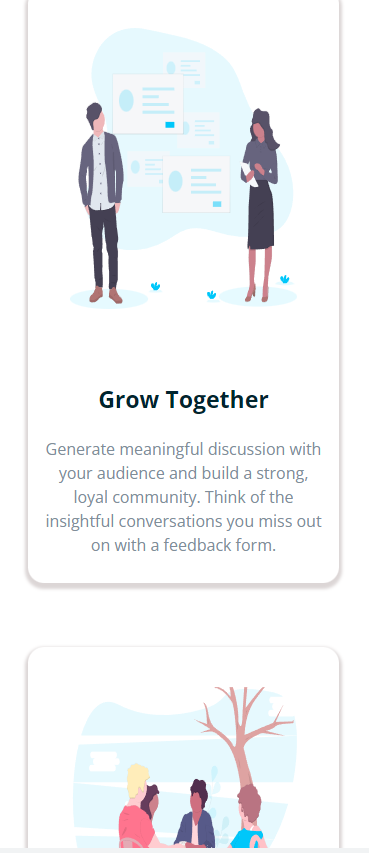 Grow Together
Generate meaningful discussion with
your audience and build a strong,
loyal community. Think of the
insightful conversations you miss out
on with a feedback form.